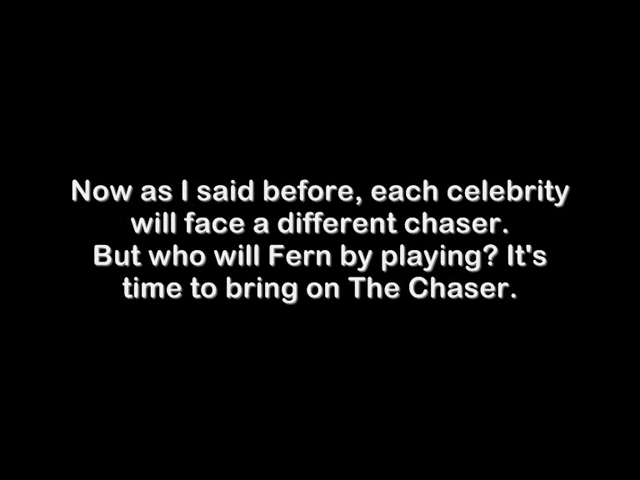 Now as I said before, each celebrity
will face a different chaser.
But who will Fern by playing? It's
time to bring on The Chaser.